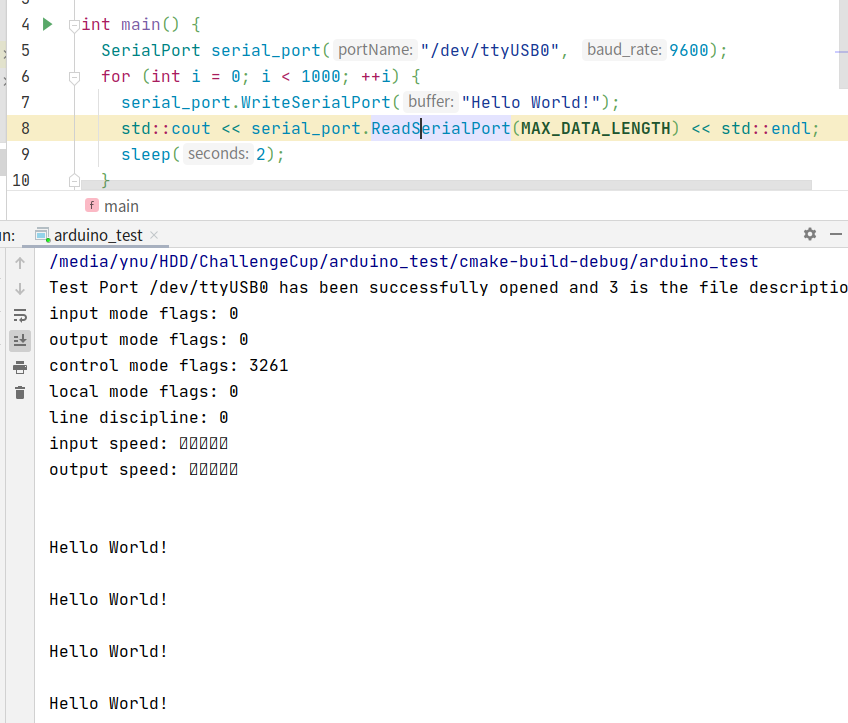 4 int main() {
5 SerialPort serial_port( portName: "/dev/ttyUSB0", baud_rate: 9600);
6 for (int i = 0; i < 1000; ++i) {
7 serial_port.WriteSerialPort( buffer: "Hello World!");
8 std::cout << serial_port.ReadSerialPort(MAX_DATA_LENGTH) << std::endl;
9 sleep( seconds: 2);
10 }
f main
arduino_test ×
/media/ynu/HDD/ChallengeCup/arduino_test/cmake-build-debug/arduino_test
Test Port /dev/ttyUSB0 has been successfully opened and 3 is the file descriptio
input mode flags: 0
output mode flags: 0
control mode flags: 3261
local mode flags: 0
line discipline: 0
input speed:
output speed:
Hello World!
Hello World!
Hello World!
Hello World!